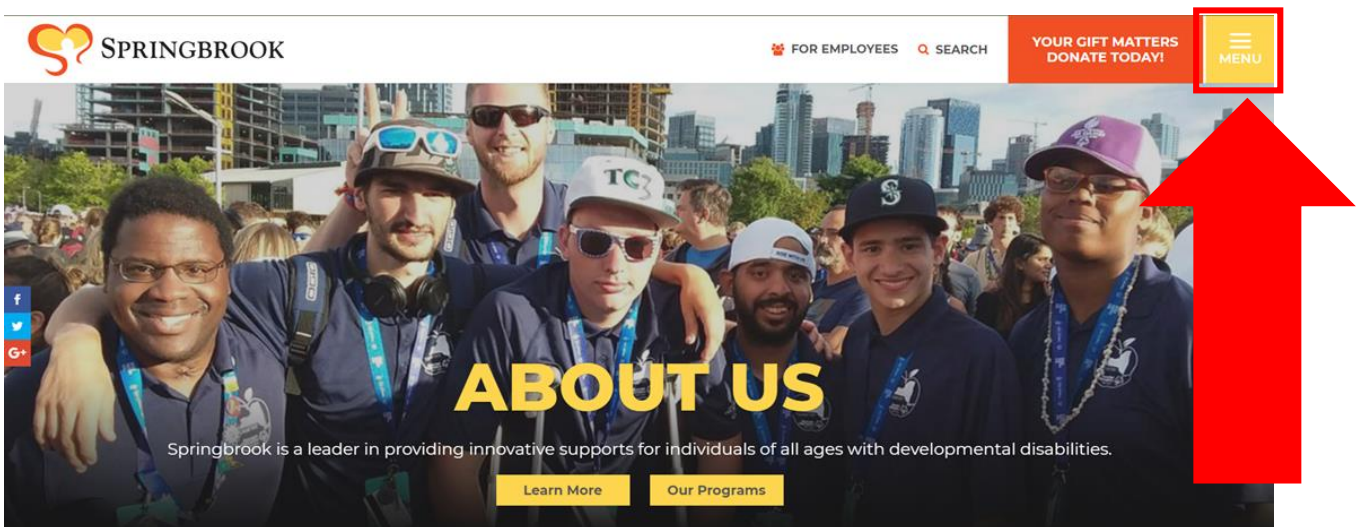 SPRINGBROOK
FOR EMPLOYEES
SEARCH
YOUR GIFT MATTERS
DONATE TODAY!
MENU
TG3
S
f
G+
ABOUT US
Springbrook is a leader in providing innovative supports for individuals of all ages with developmental disabilities.
Learn More
Our Programs